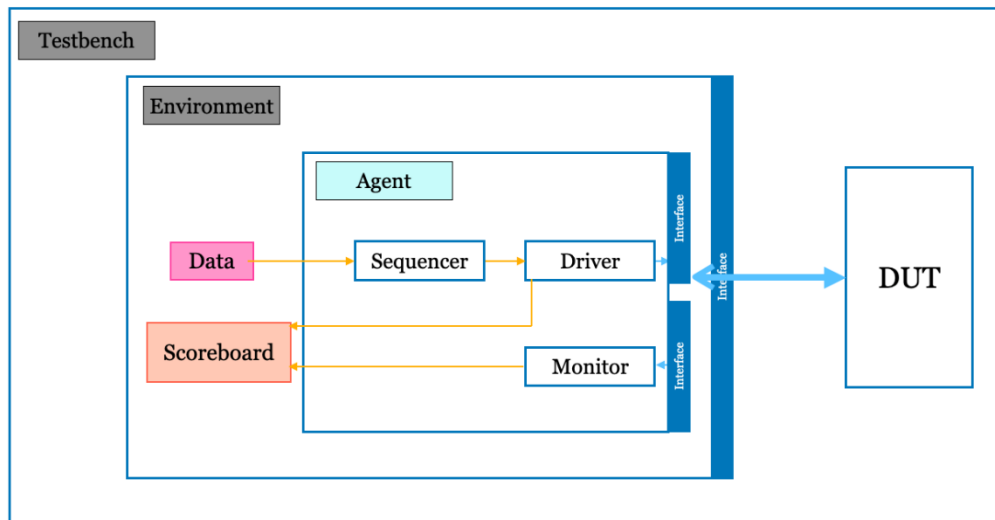 Testbench
Environment
Agent
Data
Sequencer
Driver
Interface
Interface
DUT
Scoreboard
Monitor
Interface